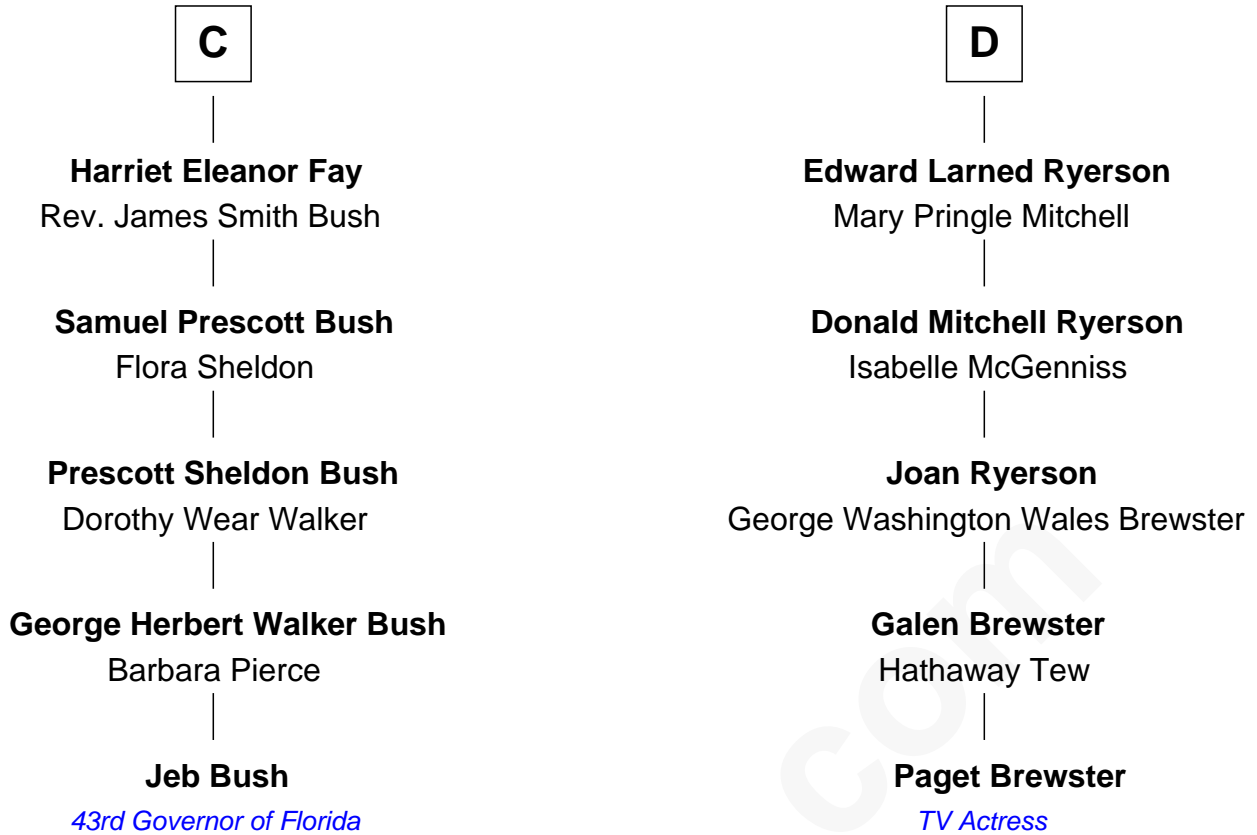 C
Harriet Eleanor Fay
Rev. James Smith Bush
Samuel Prescott Bush
Flora Sheldon
Prescott Sheldon Bush
Dorothy Wear Walker
George Herbert Walker Bush
Barbara Pierce
Jeb Bush
43rd Governor of Florida
D
Edward Larned Ryerson
Mary Pringle Mitchell
Donald Mitchell Ryerson
Isabelle McGenniss
Joan Ryerson
George Washington Wales Brewster
Galen Brewster
Hathaway Tew
Paget Brewster
TV Actress
com